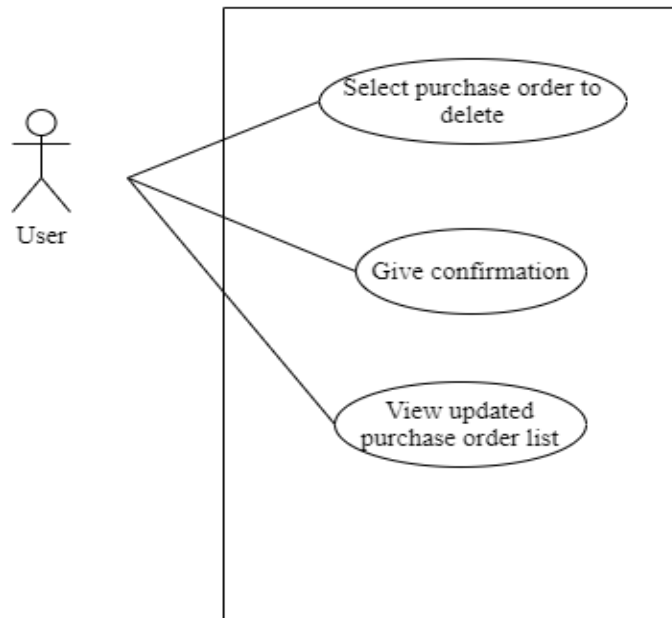 Select purchase order to
delete
User
Give confirmation
View updated
purchase order list